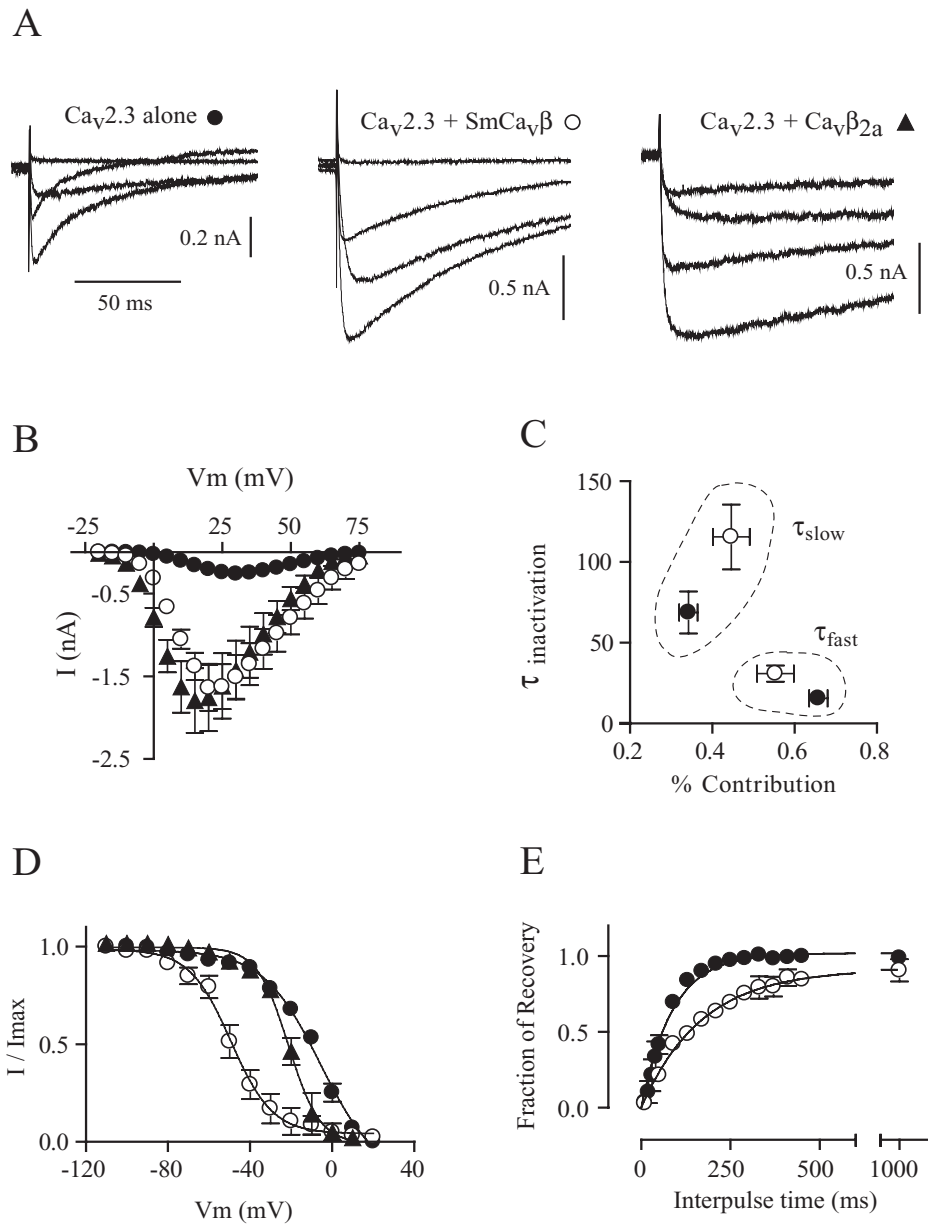 A
Cav2.3 alone ●
Cav2.3 + SmCavβ ○
Cav2.3 + Cavβ2a ▲
0.2 nA
50 ms
0.5 nA
0.5 nA
B
Vm (mV)
-25 25 50 75
-0.5
-1.5
-2.5
I (nA)
C
150
100
50
0
τ inactivation
τslow
τfast
0.2 0.4 0.6 0.8
% Contribution
D
1.0
0.5
0.0
I / Imax
-120 -80 -40 0 40
Vm (mV)
E
1.0
0.5
0.0
Fraction of Recovery
0 250 500 1000
Interpulse time (ms)